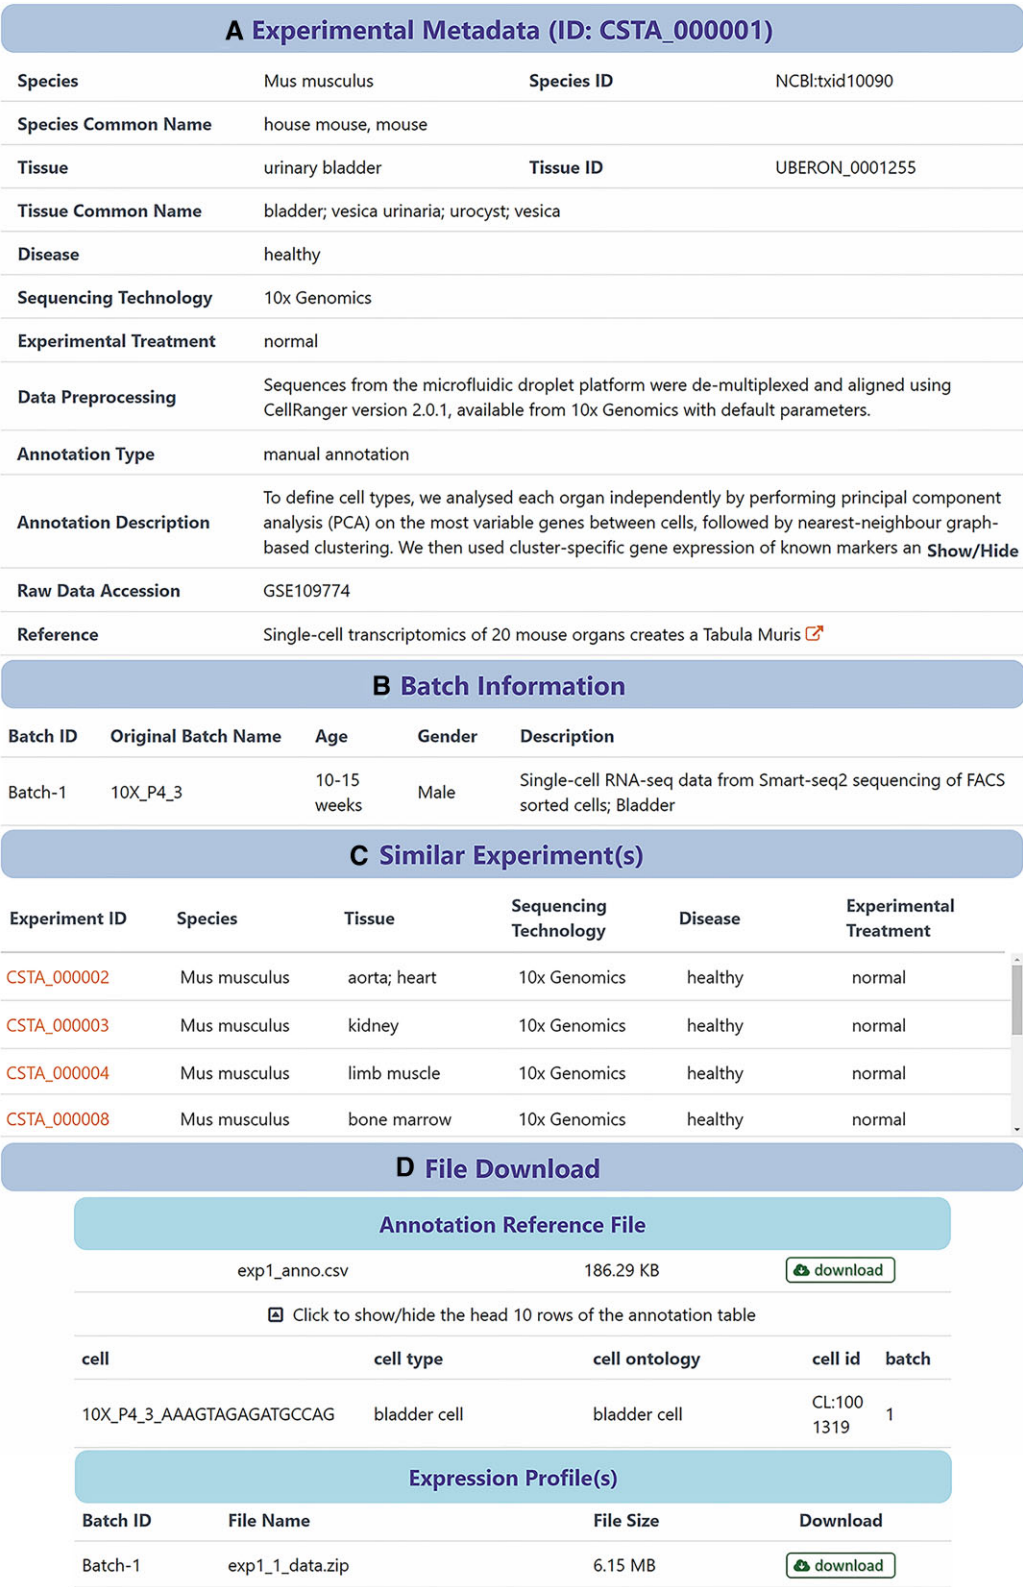 A Experimental Metadata (ID: CSTA_000001)
Species Mus musculus Species ID NCBI:txid10090
Species Common Name house mouse, mouse
Tissue urinary bladder Tissue ID UBERON_0001255
Tissue Common Name bladder; vesica urinaria; urocyst; vesica
Disease healthy
Sequencing Technology 10x Genomics
Experimental Treatment normal
Data Preprocessing Sequences from the microfluidic droplet platform were de-multiplexed and aligned using
CellRanger version 2.0.1, available from 10x Genomics with default parameters.
Annotation Type manual annotation
To define cell types, we analysed each organ independently by performing principal component
Annotation Description analysis (PCA) on the most variable genes between cells, followed by nearest-neighbour graph-
based clustering. We then used cluster-specific gene expression of known markers an Show/Hide
Raw Data Accession GSE109774
Reference Single-cell transcriptomics of 20 mouse organs creates a Tabula Muris
B Batch Information
Batch ID Original Batch Name Age Gender Description
Batch-1 10X_P4_3 10-15 weeks Male Single-cell RNA-seq data from Smart-seq2 sequencing of FACS
sorted cells; Bladder
C Similar Experiment(s)
Experiment ID Species Tissue Sequencing Technology Disease Experimental Treatment
CSTA_000002 Mus musculus aorta; heart 10x Genomics healthy normal
CSTA_000003 Mus musculus kidney 10x Genomics healthy normal
CSTA_000004 Mus musculus limb muscle 10x Genomics healthy normal
CSTA_000008 Mus musculus bone marrow 10x Genomics healthy normal
D File Download
Annotation Reference File
exp1_anno.csv 186.29 KB download
Click to show/hide the head 10 rows of the annotation table
cell cell type cell ontology cell id batch
10X_P4_3_AAAGTAGAGATGCCAG bladder cell bladder cell CL:100
1319 1
Expression Profile(s)
Batch ID File Name File Size Download
Batch-1 exp1_1_data.zip 6.15 MB download